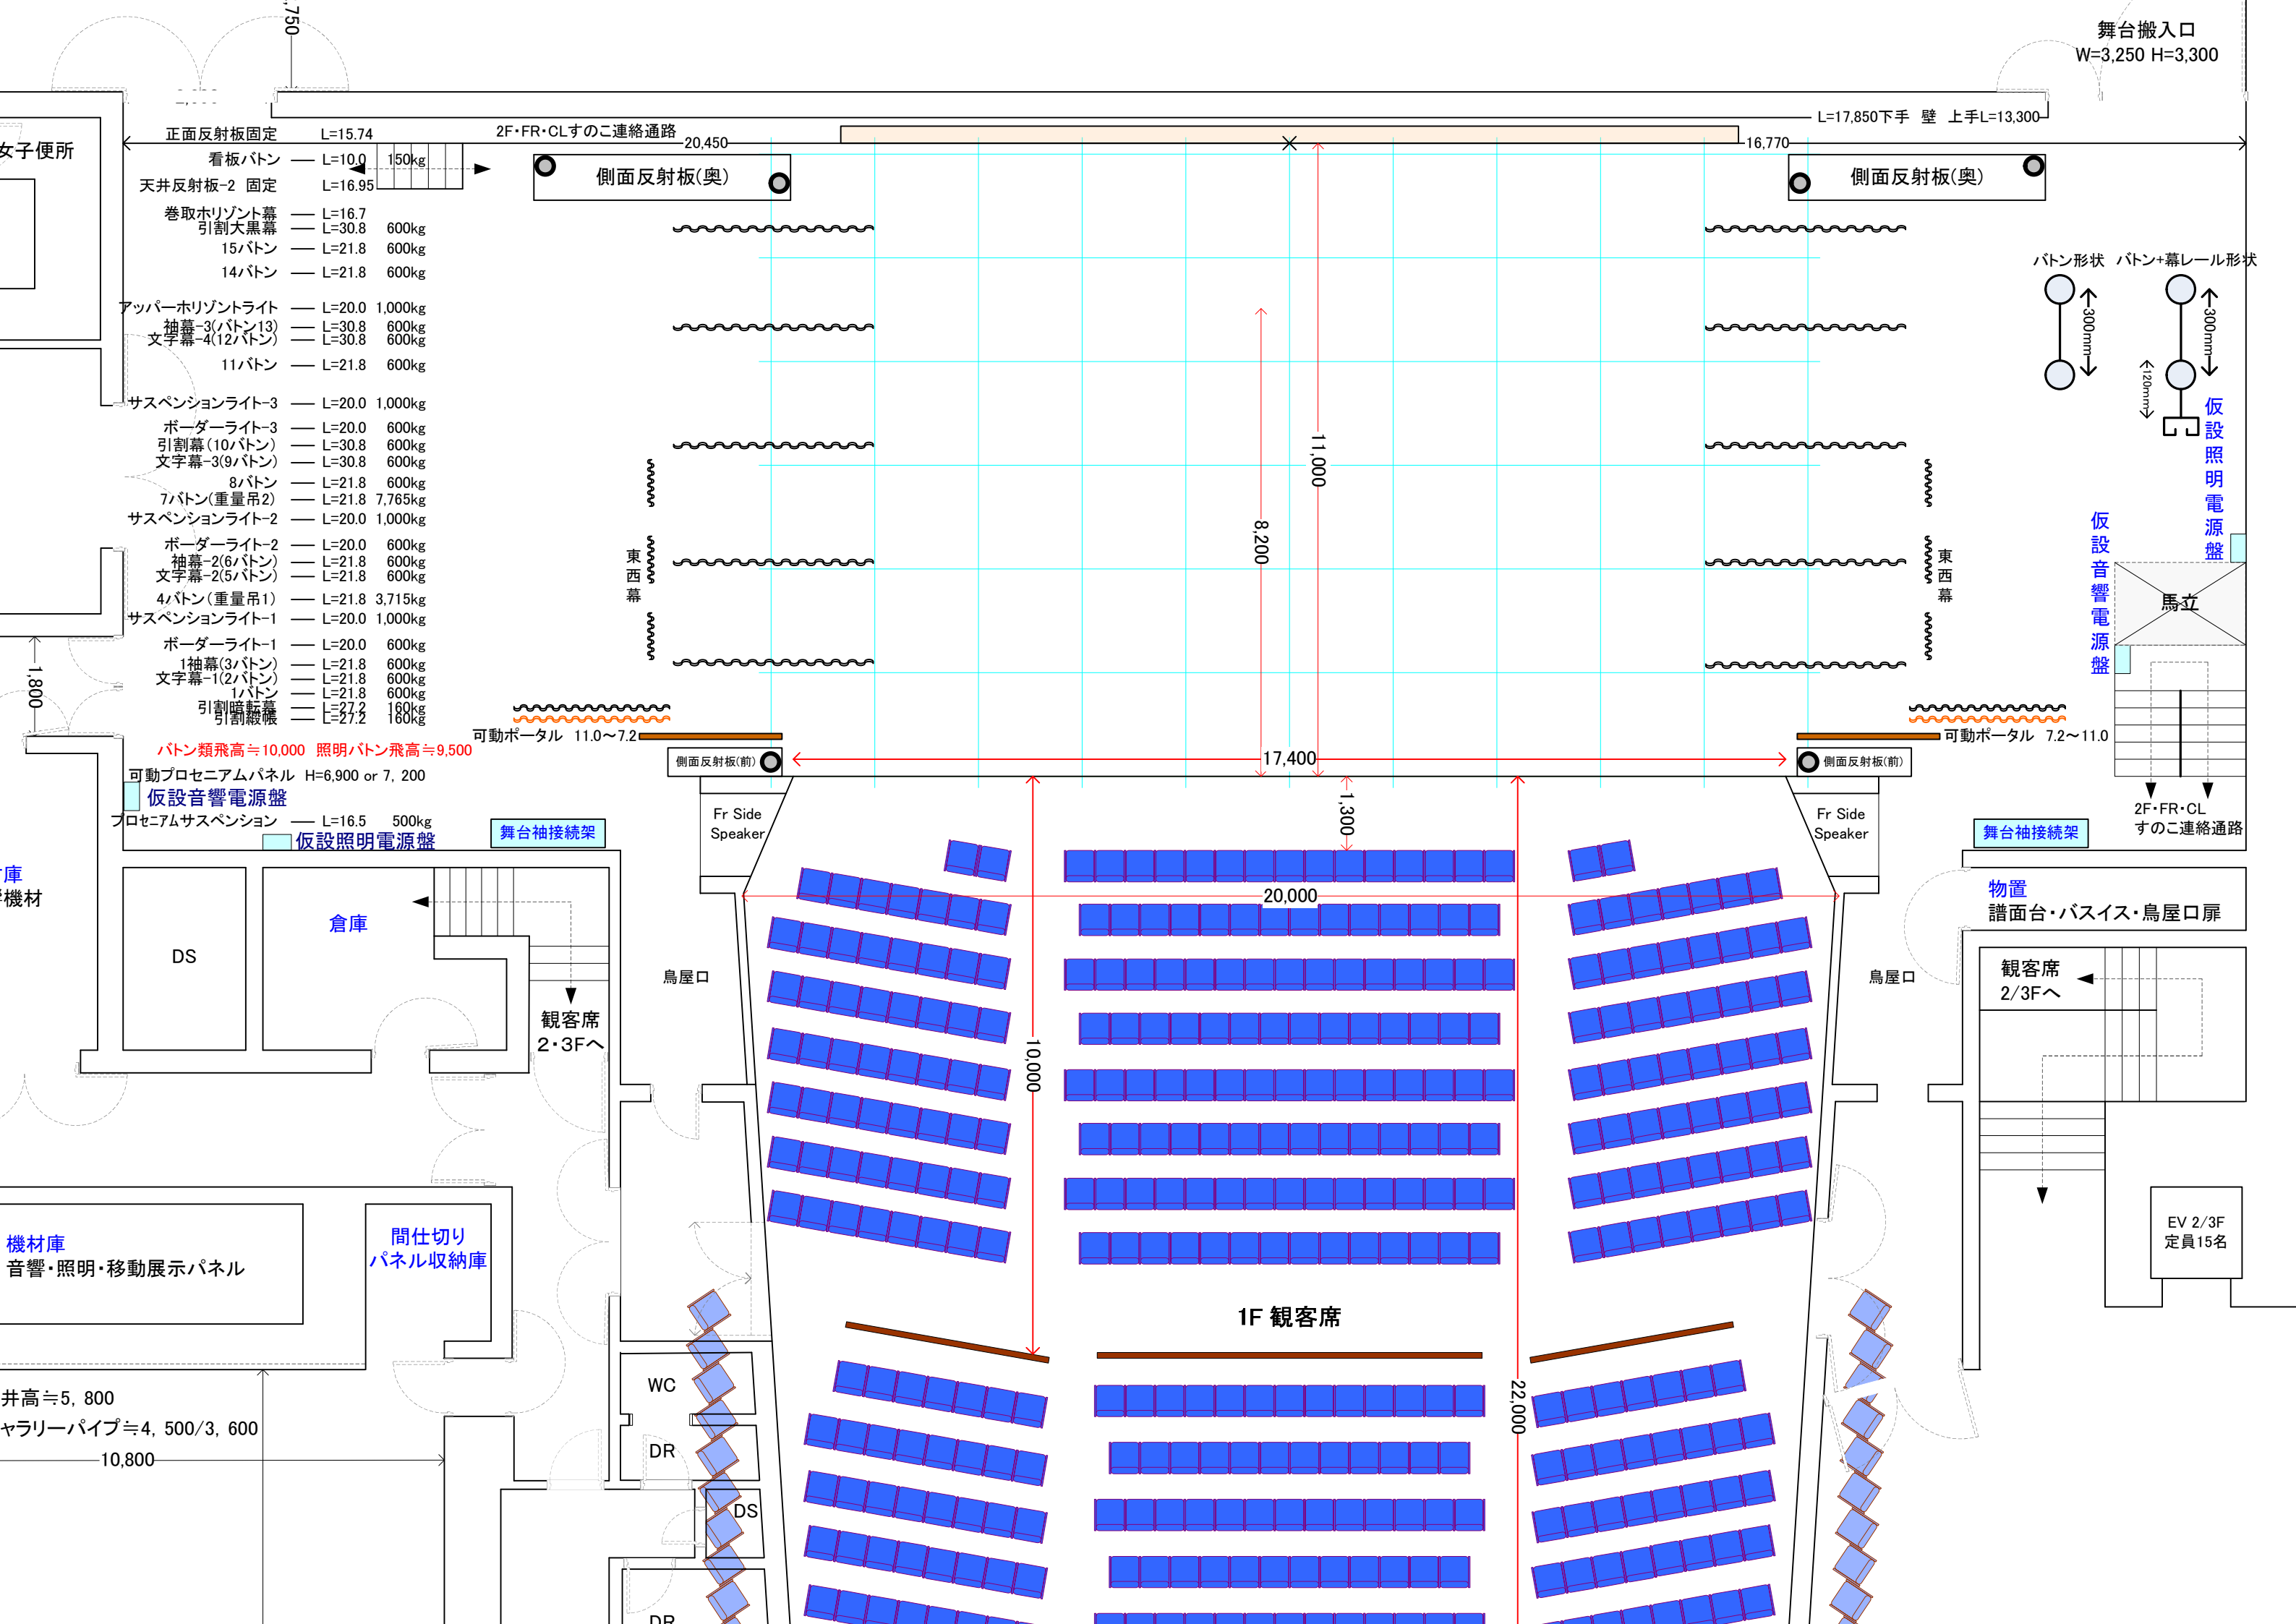 ,750
舞台搬入口
W=3,250 H=3,300
L=17,850下手 壁 上手L=13,300
女子便所
正面反射板固定 L=15.74
2F・FR・CLすのこ連絡通路
20,450
16,770
看板バトン L=10.0 150kg
天井反射板-2 固定 L=16.95
巻取ホリゾント幕 L=16.7
引割大黒幕 L=30.8 600kg
15バトン L=21.8 600kg
14バトン L=21.8 600kg
アッパーホリゾントライト L=20.0 1,000kg
袖幕-3(バトン13) L=30.8 600kg
文字幕-4(12バトン) L=30.8 600kg
11バトン L=21.8 600kg
サスペンションライト-3 L=20.0 1,000kg
ボーダーライト-3 L=20.0 600kg
引割幕(10バトン) L=30.8 600kg
文字幕-3(9バトン) L=30.8 600kg
8バトン L=21.8 600kg
7バトン(重量吊2) L=21.8 7,765kg
サスペンションライト-2 L=20.0 1,000kg
ボーダーライト-2 L=20.0 600kg
袖幕-2(6バトン) L=21.8 600kg
文字幕-2(5バトン) L=21.8 600kg
4バトン(重量吊1) L=21.8 3,715kg
サスペンションライト-1 L=20.0 1,000kg
ボーダーライト-1 L=20.0 600kg
1袖幕(3バトン) L=21.8 600kg
文字幕-1(2バトン) L=21.8 600kg
1バトン L=21.8 600kg
引割暗転幕 L=27.2 160kg
引割緞帳 L=27.2 160kg
バトン類飛高≒10,000 照明バトン飛高≒9,500
可動プロセニアムパネル H=6,900 or 7, 200
仮設音響電源盤
プロセニアムサスペンション L=16.5 500kg
仮設照明電源盤
舞台袖接続架
側面反射板(奥)
側面反射板(奥)
バトン形状
バトン+幕レール形状
300mm
300mm
120mm
仮設照明電源盤
仮設音響電源盤
馬立
東西幕
東西幕
11,000
8,200
1,800
可動ポータル 11.0~7.2
可動ポータル 7.2~11.0
側面反射板(前)
17,400
側面反射板(前)
2F・FR・CL
すのこ連絡通路
Fr Side
Speaker
1,300
Fr Side
Speaker
舞台袖接続架
20,000
庫
機材
DS
倉庫
観客席
2・3Fへ
鳥屋口
鳥屋口
物置
譜面台・バスイス・鳥屋口扉
観客席
2/3Fへ
10,000
EV 2/3F
定員15名
機材庫
音響・照明・移動展示パネル
間仕切り
パネル収納庫
1F 観客席
22,000
WC
DR
DS
DR
井高≒5, 800
ャラリーパイプ≒4, 500/3, 600
10,800